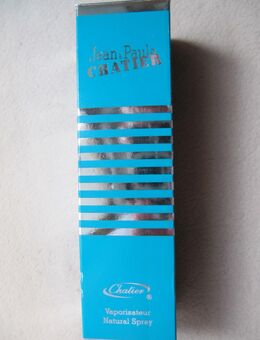 Jean Paule
CHATIER
Chatier®
Vaporisateur
Natural Spray